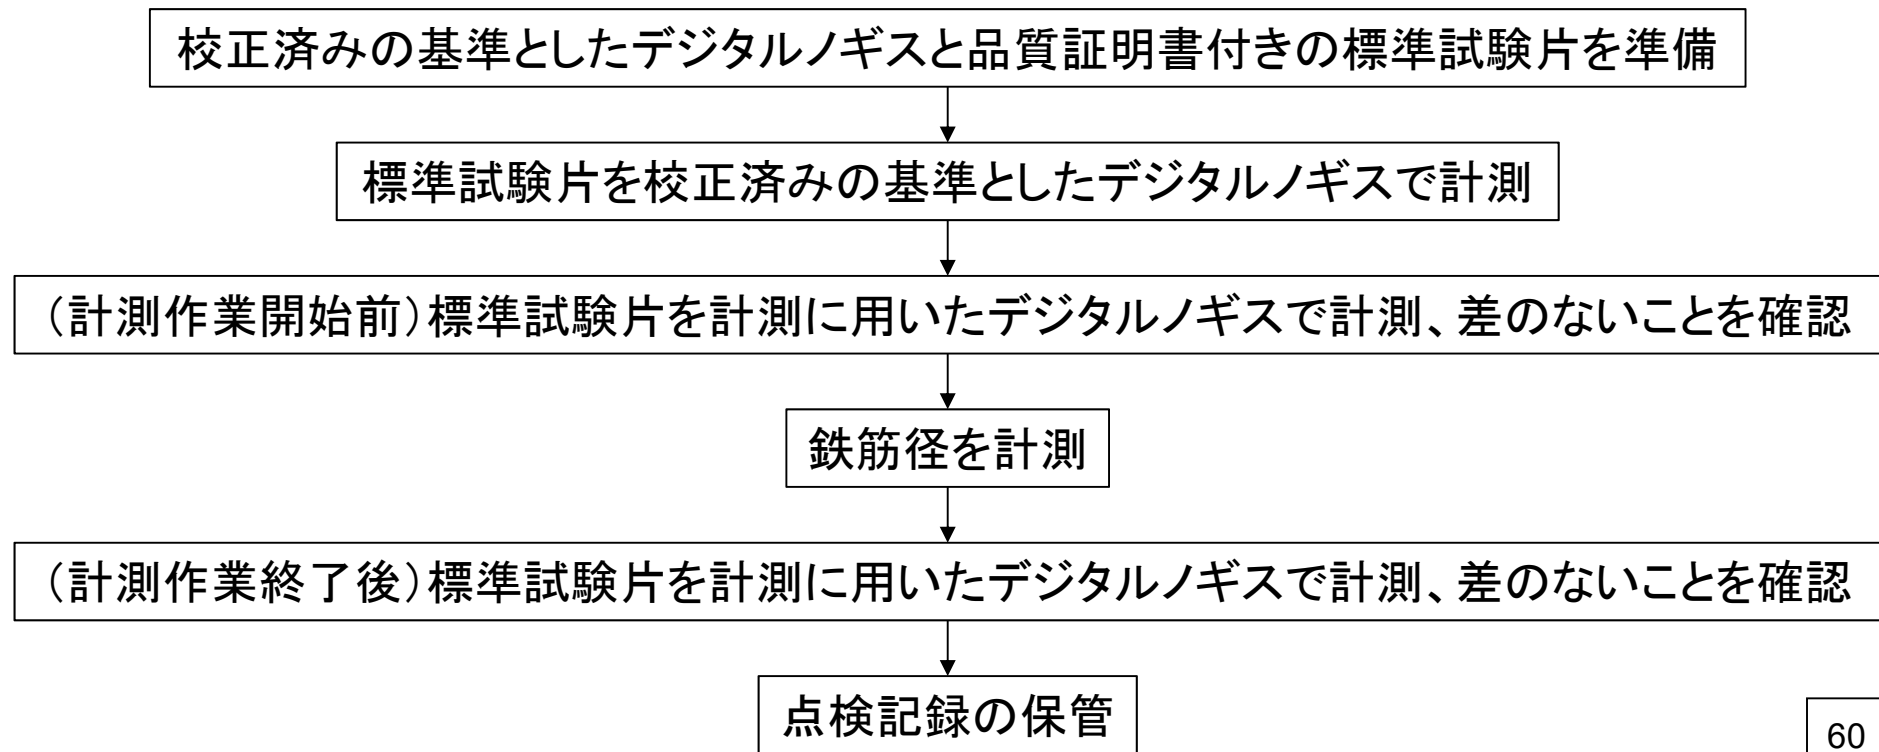 校正済みの基準としたデジタルノギスと品質証明書付きの標準試験片を準備
標準試験片を校正済みの基準としたデジタルノギスで計測
（計測作業開始前）標準試験片を計測に用いたデジタルノギスで計測、差のないことを確認
鉄筋径を計測
（計測作業終了後）標準試験片を計測に用いたデジタルノギスで計測、差のないことを確認
点検記録の保管
60